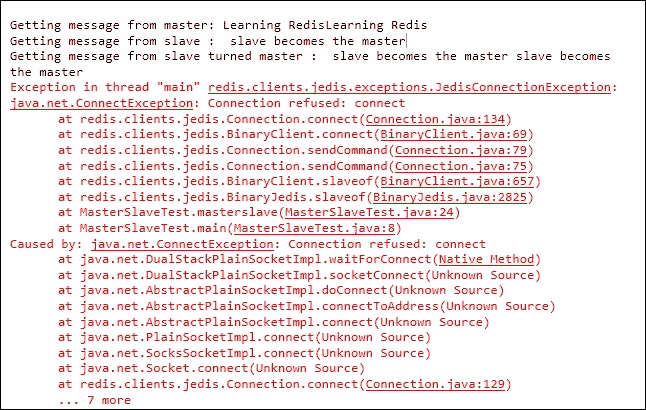 Getting message from master: Learning RedisLearning Redis
Getting message from slave :  slave becomes the master
Getting message from slave turned master :  slave becomes the master slave becomes
the master
Exception in thread "main" redis.clients.jedis.exceptions.JedisConnectionException:
java.net.ConnectException: Connection refused: connect
at redis.clients.jedis.Connection.connect(Connection.java:134)
at redis.clients.jedis.BinaryClient.connect(BinaryClient.java:69)
at redis.clients.jedis.Connection.sendCommand(Connection.java:79)
at redis.clients.jedis.Connection.sendCommand(Connection.java:75)
at redis.clients.jedis.BinaryClient.slaveof(BinaryClient.java:657)
at redis.clients.jedis.BinaryJedis.slaveof(BinaryJedis.java:2825)
at MasterSlaveTest.masterslave(MasterSlaveTest.java:24)
at MasterSlaveTest.main(MasterSlaveTest.java:8)
Caused by: java.net.ConnectException: Connection refused: connect
at java.net.DualStackPlainSocketImpl.waitForConnect(Native Method)
at java.net.DualStackPlainSocketImpl.socketConnect(Unknown Source)
at java.net.AbstractPlainSocketImpl.doConnect(Unknown Source)
at java.net.AbstractPlainSocketImpl.connectToAddress(Unknown Source)
at java.net.AbstractPlainSocketImpl.connect(Unknown Source)
at java.net.PlainSocketImpl.connect(Unknown Source)
at java.net.SocksSocketImpl.connect(Unknown Source)
at java.net.Socket.connect(Unknown Source)
at redis.clients.jedis.Connection.connect(Connection.java:129)
... 7 more